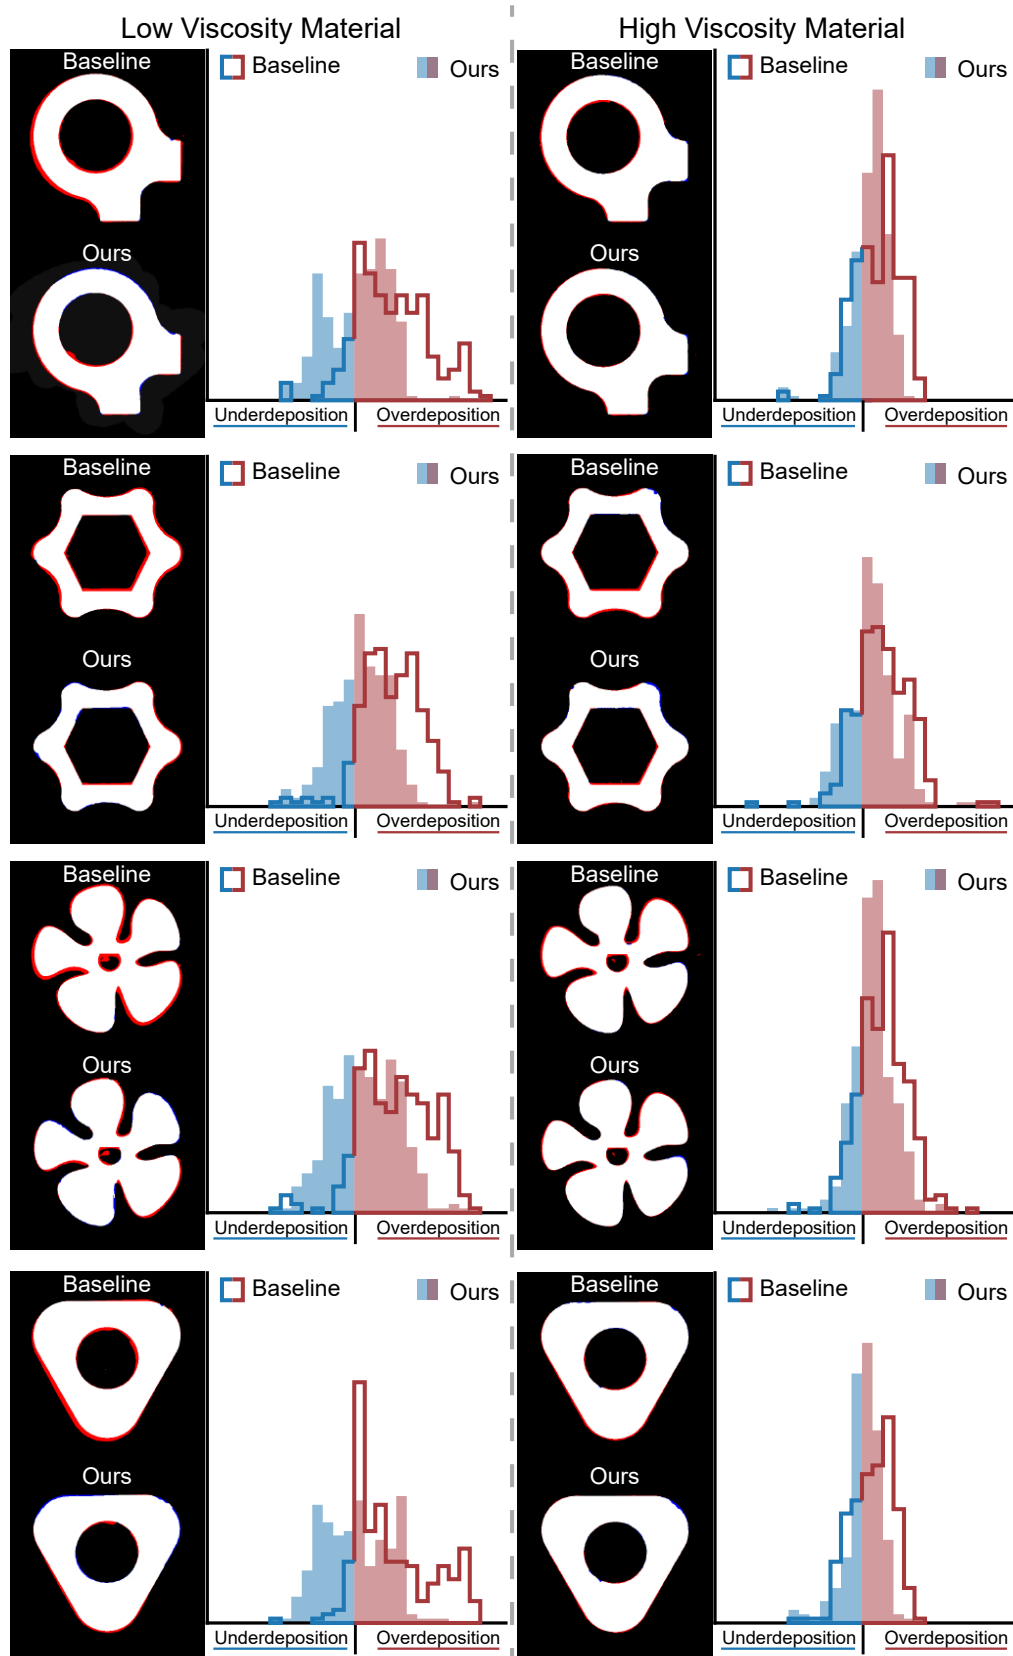 Low Viscosity Material
High Viscosity Material
Baseline
Baseline
Ours
Baseline
Baseline
Ours
Ours
Ours
Underdeposition
Overdeposition
Underdeposition
Overdeposition
Baseline
Baseline
Ours
Baseline
Baseline
Ours
Ours
Ours
Underdeposition
Overdeposition
Underdeposition
Overdeposition
Baseline
Baseline
Ours
Baseline
Baseline
Ours
Ours
Ours
Underdeposition
Overdeposition
Underdeposition
Overdeposition
Baseline
Baseline
Ours
Baseline
Baseline
Ours
Ours
Ours
Underdeposition
Overdeposition
Underdeposition
Overdeposition